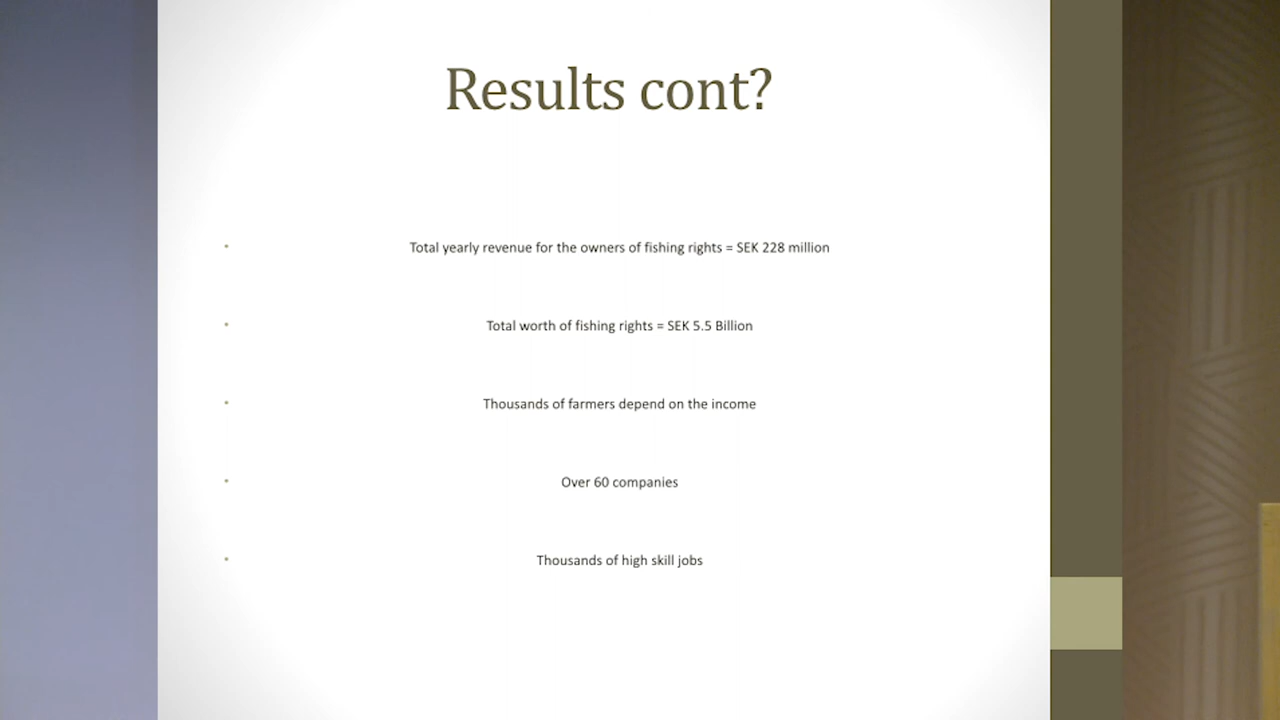 Results cont?
• Total yearly revenue for the owners of fishing rights = SEK 228 million
• Total worth of fishing rights = SEK 5.5 Billion
• Thousands of farmers depend on the income
• Over 60 companies
• Thousands of high skill jobs